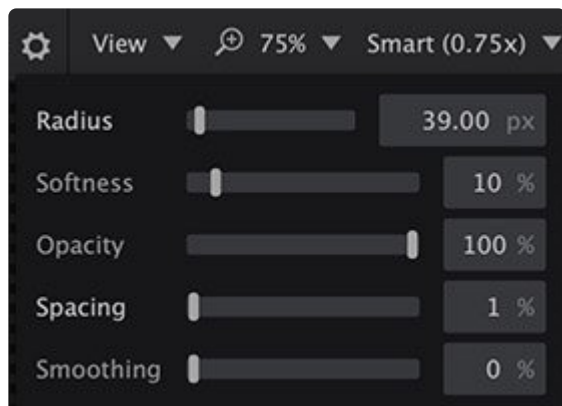 View 75% Smart (0.75x)
Radius 39.00 px
Softness 10 %
Opacity 100 %
Spacing 1 %
Smoothing 0 %